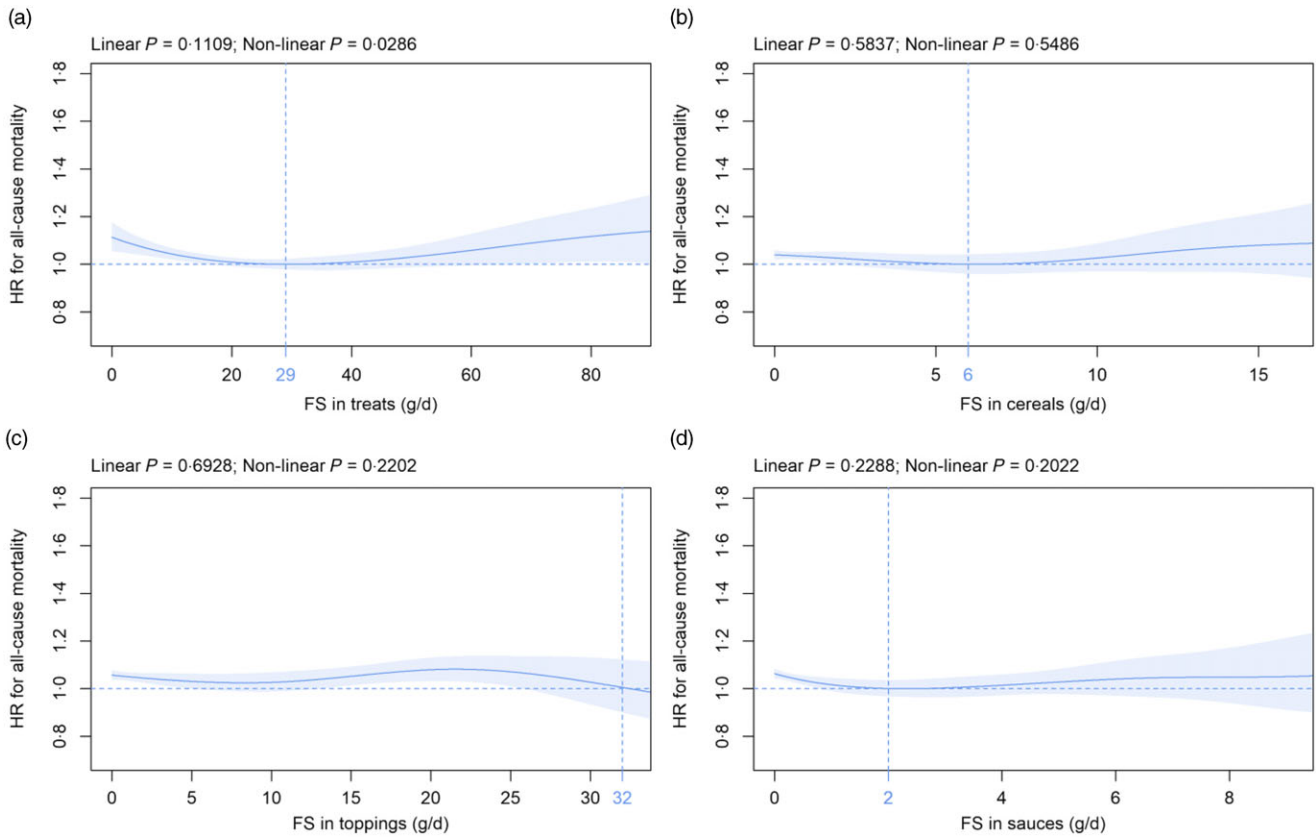 (a)
Linear P = 0·1109; Non-linear P = 0·0286
HR for all-cause mortality
1·8
1·6
1·4
1·2
1·0
0·8
0 20 29 40 60 80
FS in treats (g/d)
(b)
Linear P = 0·5837; Non-linear P = 0·5486
HR for all-cause mortality
1·8
1·6
1·4
1·2
1·0
0·8
0 5 6 10 15
FS in cereals (g/d)
(c)
Linear P = 0·6928; Non-linear P = 0·2202
HR for all-cause mortality
1·8
1·6
1·4
1·2
1·0
0·8
0 5 10 15 20 25 30 32
FS in toppings (g/d)
(d)
Linear P = 0·2288; Non-linear P = 0·2022
HR for all-cause mortality
1·8
1·6
1·4
1·2
1·0
0·8
0 2 4 6 8
FS in sauces (g/d)